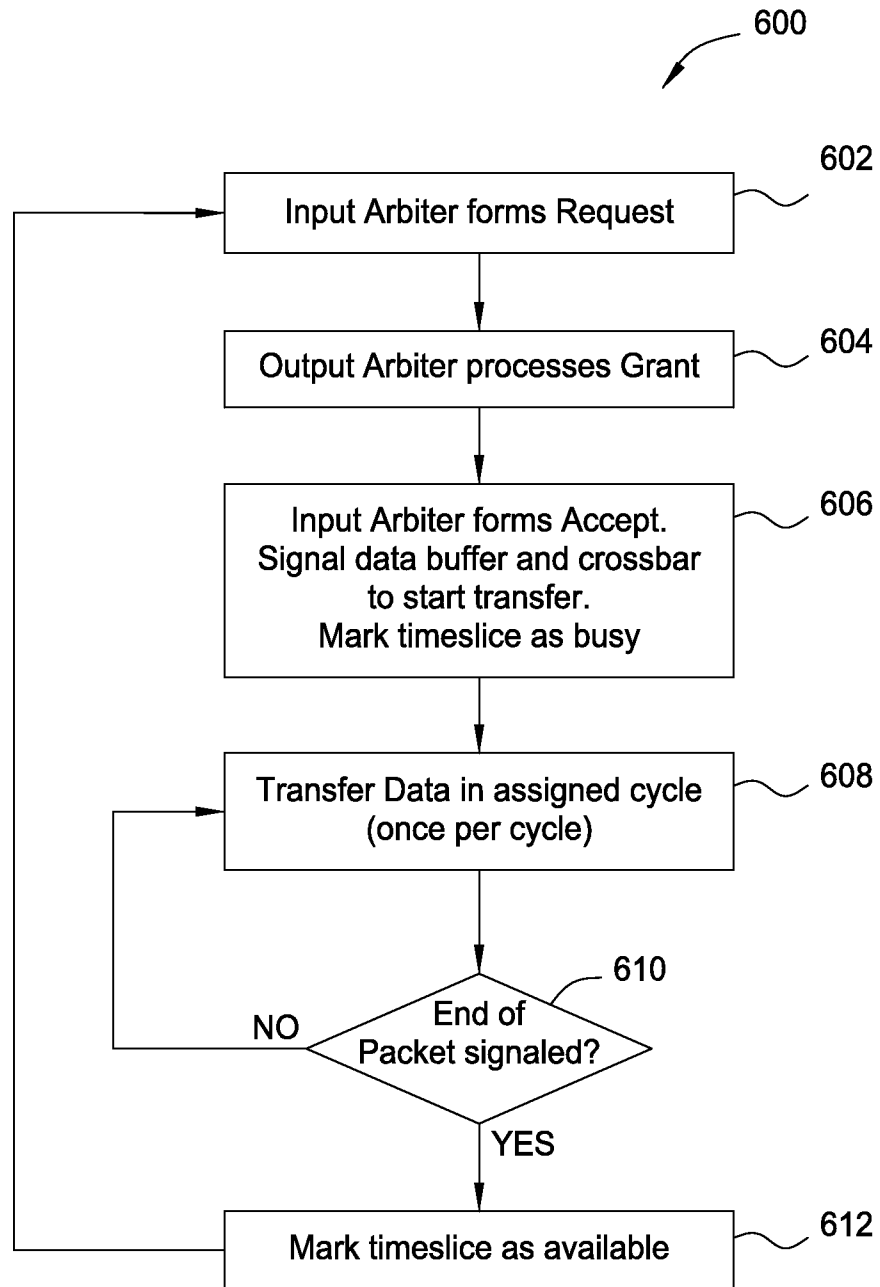 600
602
Input Arbiter forms Request
604
Output Arbiter processes Grant
606
Input Arbiter forms Accept.
Signal data buffer and crossbar
to start transfer.
Mark timeslice as busy
608
Transfer Data in assigned cycle
(once per cycle)
610
End of
Packet signaled?
NO
YES
612
Mark timeslice as available